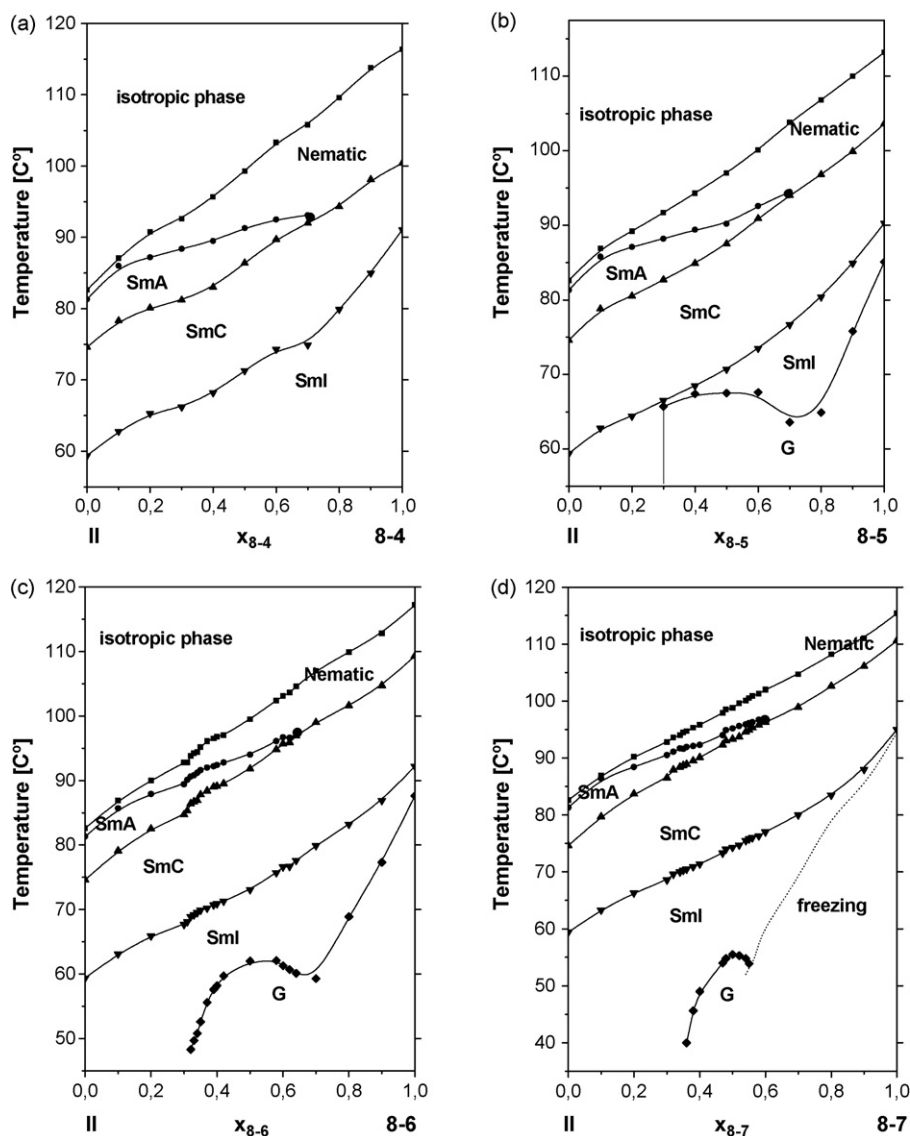 (a)
120
110
100
90
80
70
60
Temperature [Cº]
isotropic phase
Nematic
SmA
SmC
SmI
0,0 0,2 0,4 0,6 0,8 1,0
II x8-4 8-4
(b)
110
100
90
80
70
60
Temperature [Cº]
isotropic phase
Nematic
SmA
SmC
SmI
G
0,0 0,2 0,4 0,6 0,8 1,0
II x8-5 8-5
(c)
120
110
100
90
80
70
60
50
Temperature [Cº]
isotropic phase
Nematic
SmA
SmC
SmI
G
0,0 0,2 0,4 0,6 0,8 1,0
II x8-6 8-6
(d)
120
110
100
90
80
70
60
50
40
Temperature [Cº]
isotropic phase
Nematic
SmA
SmC
SmI
freezing
G
0,0 0,2 0,4 0,6 0,8 1,0
II x8-7 8-7